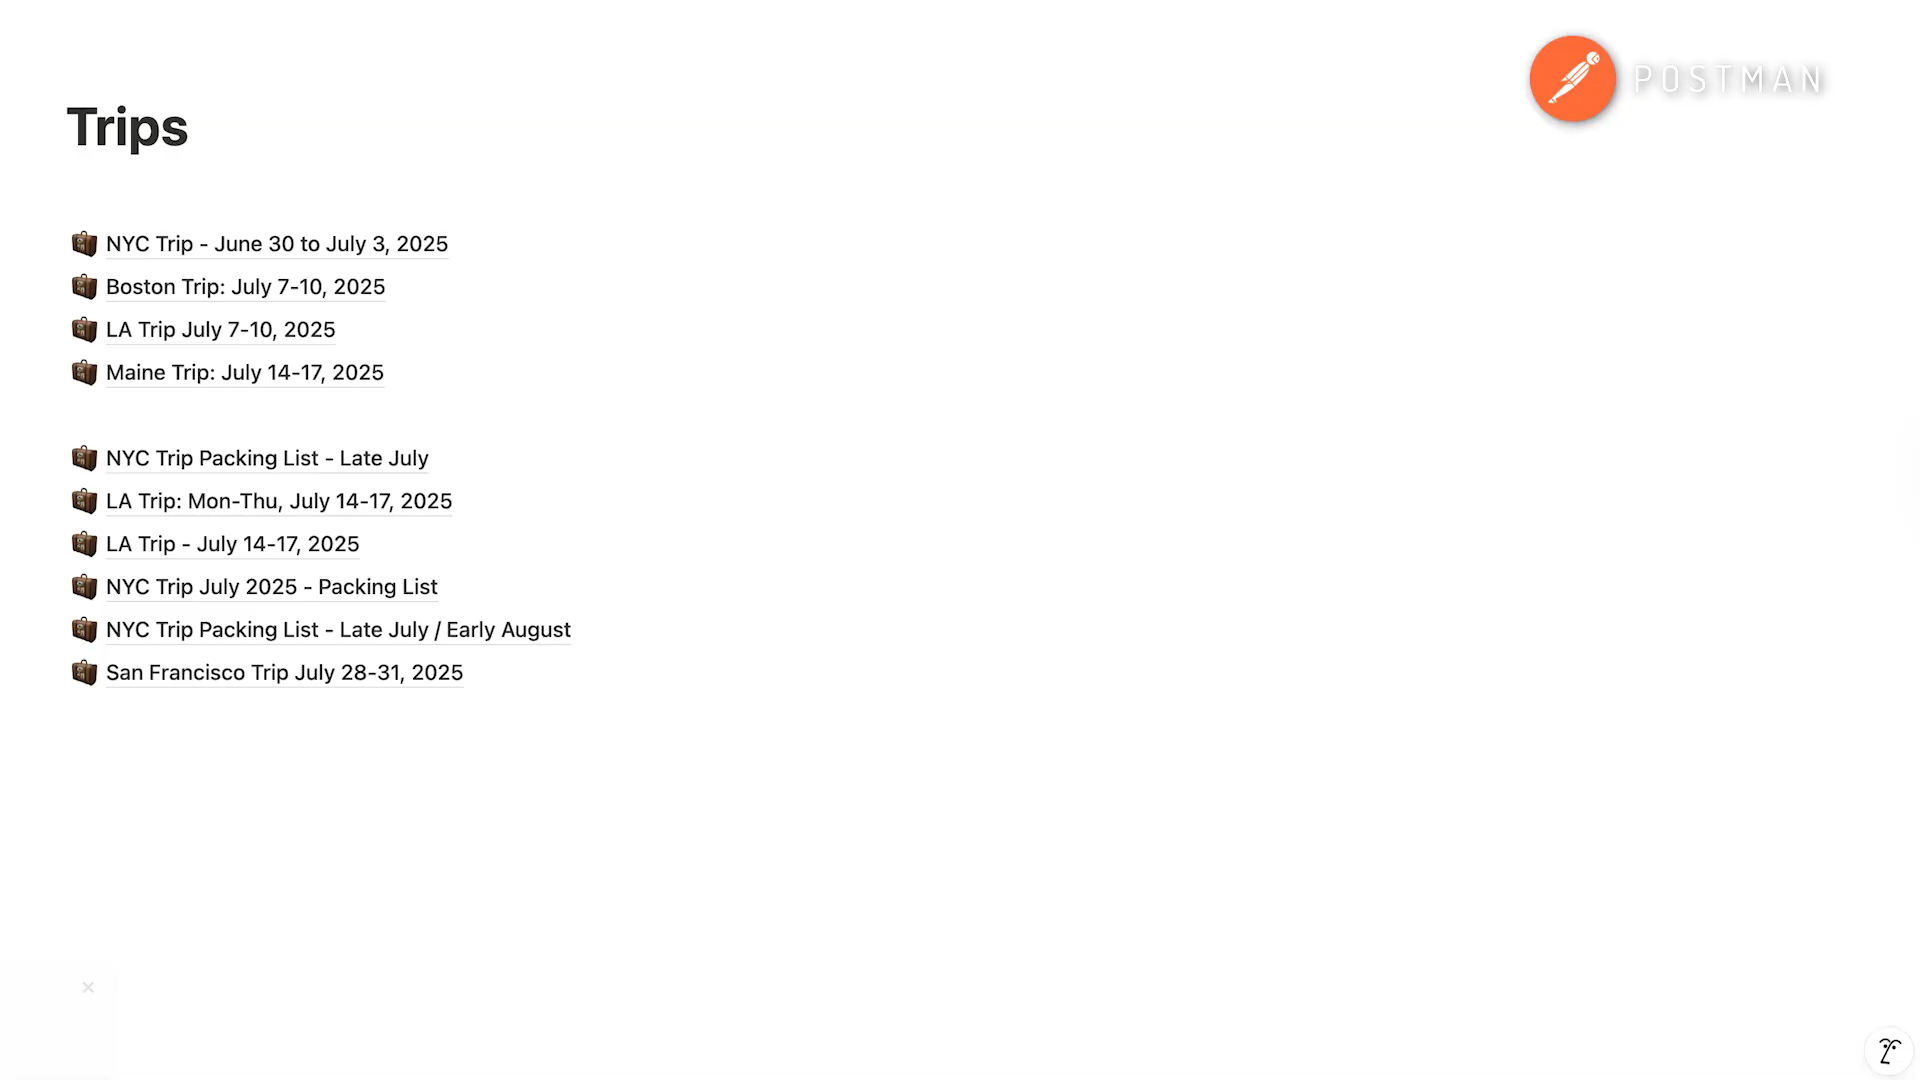 POSTMAN
Trips
NYC Trip - June 30 to July 3, 2025
Boston Trip: July 7-10, 2025
LA Trip July 7-10, 2025
Maine Trip: July 14-17, 2025
NYC Trip Packing List - Late July
LA Trip: Mon-Thu, July 14-17, 2025
LA Trip - July 14-17, 2025
NYC Trip July 2025 - Packing List
NYC Trip Packing List - Late July / Early August
San Francisco Trip July 28-31, 2025